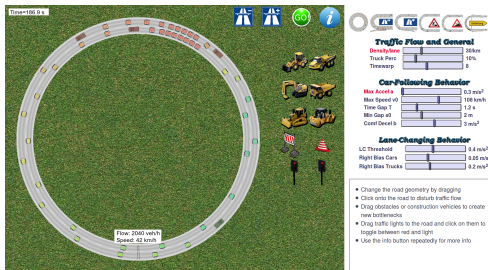 Time=186.9 s
GO
i
Traffic Flow and General
Density/lane 30/km
Truck Perc 10%
Timewarp 8
Car-Following Behavior
Max Accel a 0.3 m/s²
Max Speed v0 108 km/h
Time Gap T 1.2 s
Min Gap s0 2 m
Comf Decel b 3 m/s²
Lane-Changing Behavior
LC Threshold 0.4 m/s²
Right Bias Cars 0.05 m/s²
Right Bias Trucks 0.2 m/s²
Flow: 2040 veh/h
Speed: 42 km/h
• Change the road geometry by dragging
• Click onto the road to disturb traffic flow
• Drag obstacles or construction vehicles to create
new bottlenecks
• Drag traffic lights to the road and click on them to
toggle between red and light
• Use the info button repeatedly for more info